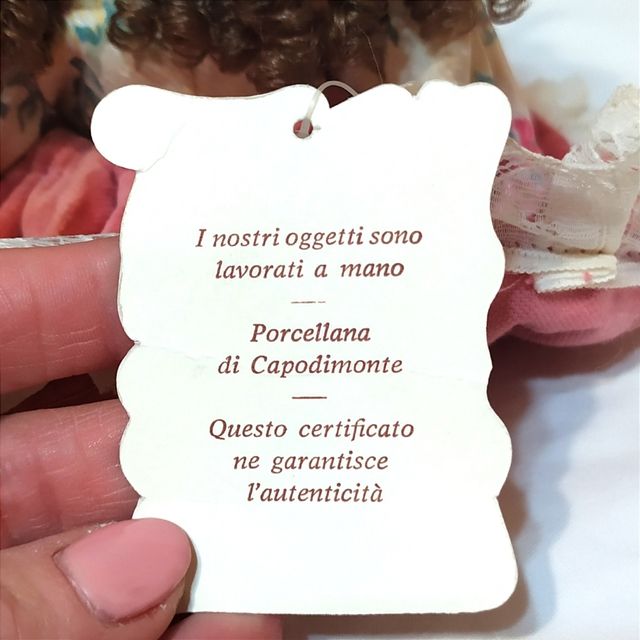 I nostri oggetti sono
lavorati a mano
Porcellana
di Capodimonte
Questo certificato
ne garantisce
l'autenticità